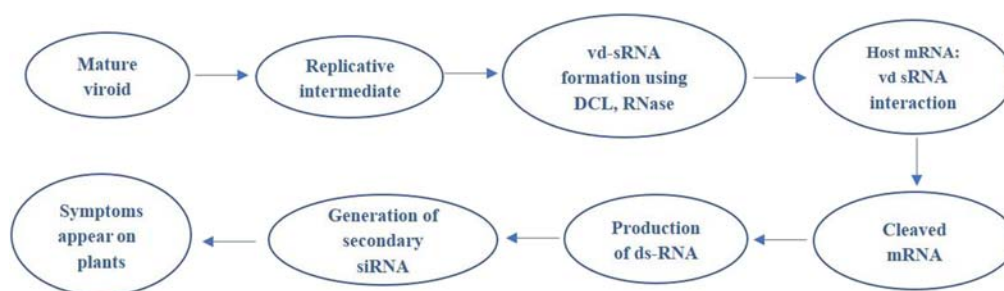 Mature
viroid
Replicative
intermediate
vd-sRNA
formation using
DCL, RNase
Host mRNA:
vd sRNA
interaction
Cleaved
mRNA
Production
of ds-RNA
Generation of
secondary
siRNA
Symptoms
appear on
plants